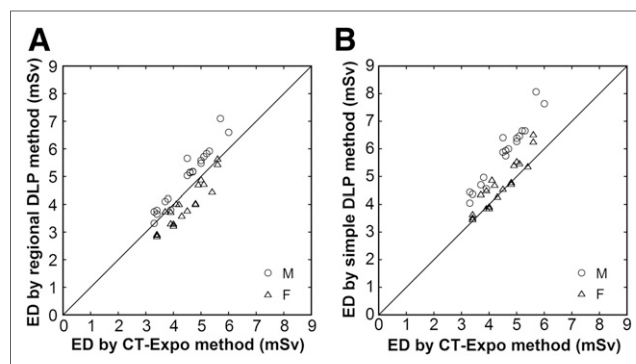 A
ED by regional DLP method (mSv)
9
8
7
6
5
4
3
2
1
0
0 1 2 3 4 5 6 7 8 9
ED by CT-Expo method (mSv)
M
F
B
ED by simple DLP method (mSv)
9
8
7
6
5
4
3
2
1
0
0 1 2 3 4 5 6 7 8 9
ED by CT-Expo method (mSv)
M
F